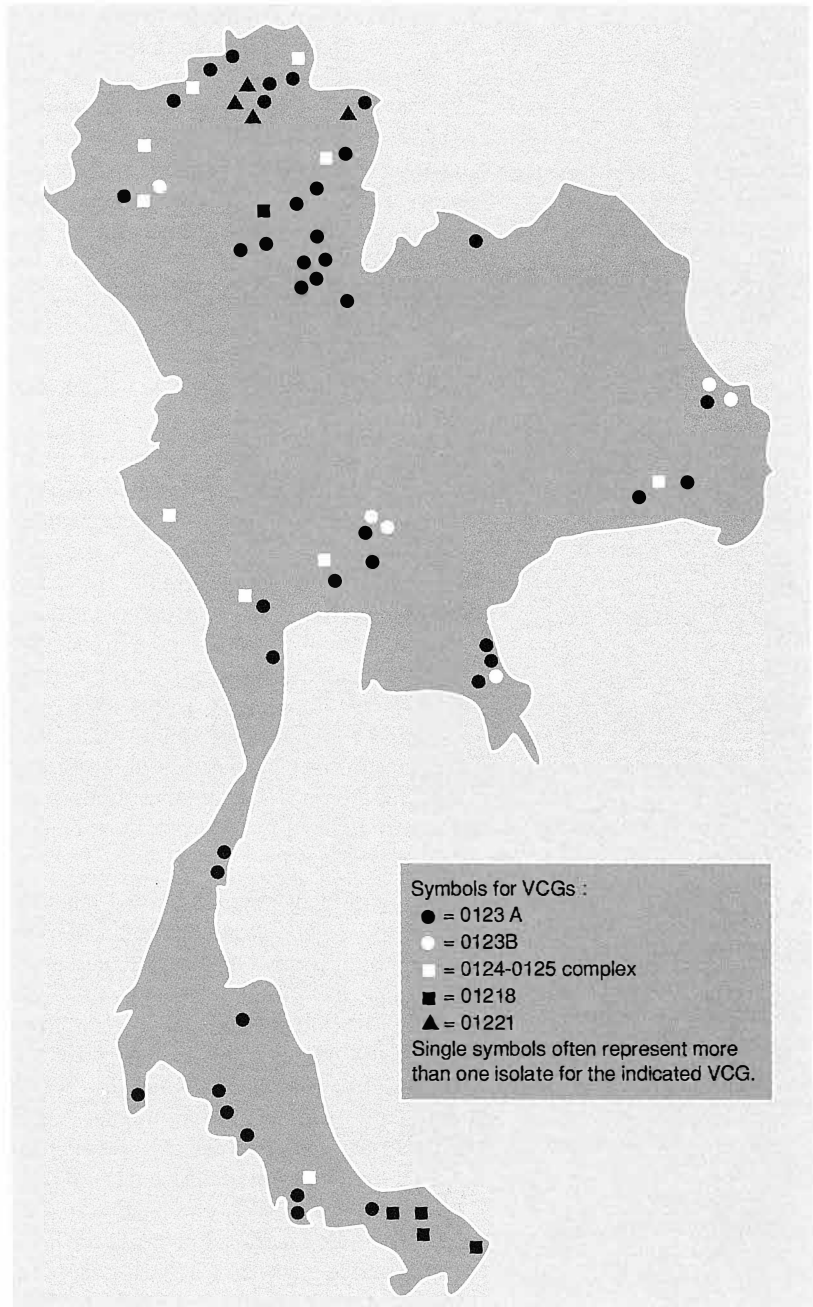 Symbols for VCGs :
● = 0123 A
○ = 0123B
□ = 0124-0125 complex
■ = 01218
▲ = 01221
Single symbols often represent more
than one isolate for the indicated VCG.